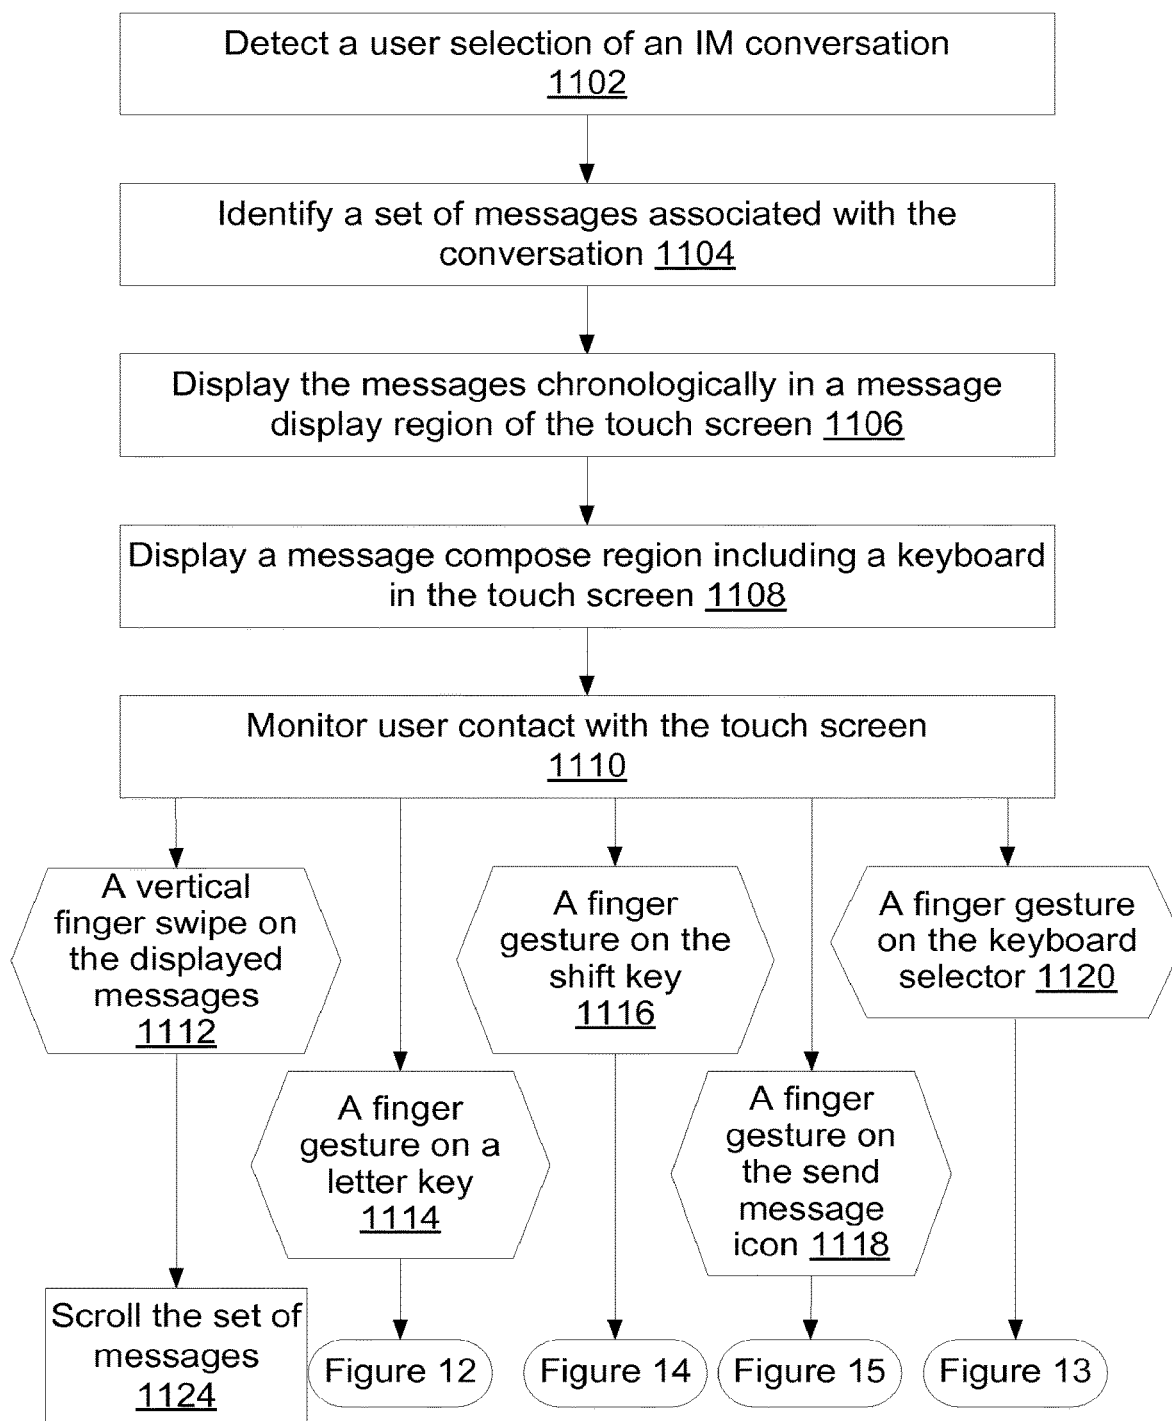 Detect a user selection of an IM conversation
1102
Identify a set of messages associated with the
conversation 1104
Display the messages chronologically in a message
display region of the touch screen 1106
Display a message compose region including a keyboard
in the touch screen 1108
Monitor user contact with the touch screen
1110
A vertical
finger swipe on
the displayed
messages
1112
A finger
gesture on a
letter key
1114
A finger
gesture on the
shift key
1116
A finger
gesture on
the send
message
icon 1118
A finger gesture
on the keyboard
selector 1120
Scroll the set of
messages
1124
Figure 12
Figure 14
Figure 15
Figure 13